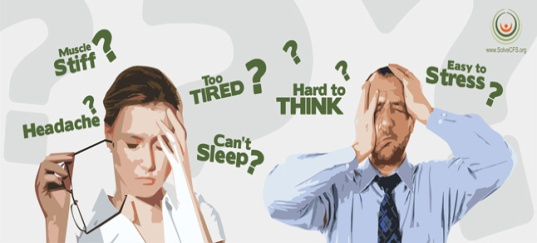 Muscle
Stiff?
Headache?
Too
TIRED?
Can't
Sleep?
?
Hard to
THINK?
Easy to
Stress?
www.SolveCFS.org